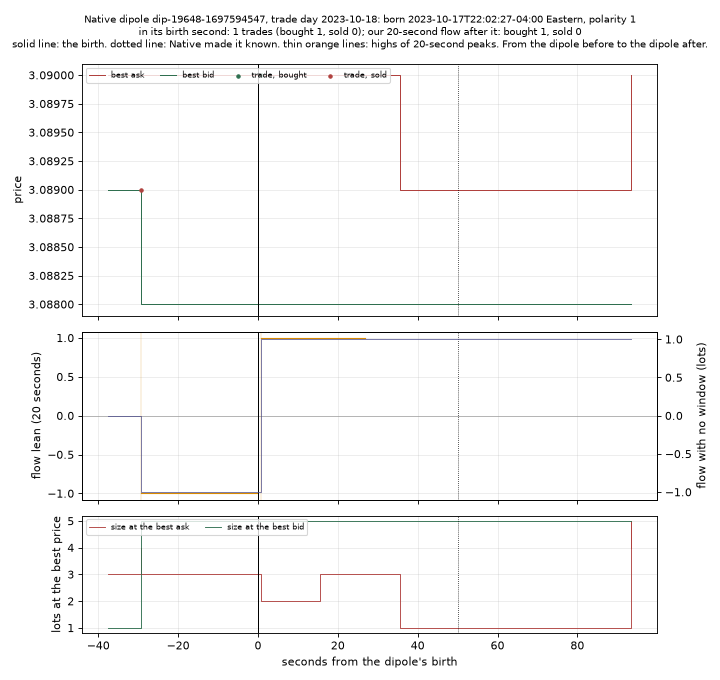 Native dipole dip-19648-1697594547, trade day 2023-10-18: born 2023-10-17T22:02:27-04:00 Eastern, polarity 1
in its birth second: 1 trades (bought 1, sold 0); our 20-second flow after it: bought 1, sold 0
solid line: the birth. dotted line: Native made it known. thin orange lines: highs of 20-second peaks. From the dipole before to the dipole after.
best ask best bid trade, bought trade, sold
3.09000
3.08975
3.08950
3.08925
3.08900
3.08875
3.08850
3.08825
3.08800
price
1.0
0.5
0.0
−0.5
−1.0
flow lean (20 seconds)
1.0
0.5
0.0
−0.5
−1.0
flow with no window (lots)
size at the best ask size at the best bid
5
4
3
2
1
lots at the best price
−40 −20 0 20 40 60 80
seconds from the dipole's birth